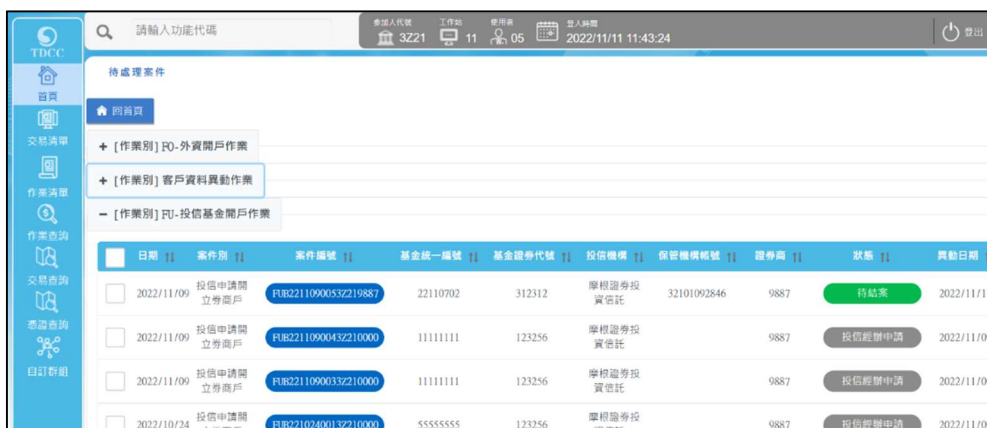 TDCC
請輸入功能代碼
參加人代號 工作站 使用者 登入時間
3Z21 11 05 2022/11/11 11:43:24
登出
首頁
交易清單
作業清單
作業查詢
交易查詢
憑證查詢
自訂群組
待處理案件
回首頁
+ [作業別] FO-外資開戶作業
+ [作業別] 客戶資料異動作業
− [作業別] FU-投信基金開戶作業
日期 案件別 案件編號 基金統一編號 基金證券代號 投信機構 保管機構帳號 證券商 狀態 異動日期
2022/11/09 投信申請開立券商戶 FUB2211090053Z219887 22110702 312312 摩根證券投資信託 32101092846 9887 待結案 2022/11/1
2022/11/09 投信申請開立券商戶 FUB2211090043Z210000 11111111 123256 摩根證券投資信託 9887 投信經辦申請 2022/11/0
2022/11/09 投信申請開立券商戶 FUB2211090033Z210000 11111111 123256 摩根證券投資信託 9887 投信經辦申請 2022/11/0
2022/10/24 投信申請開 FUB2210240013Z210000 55555555 123256 摩根證券投 9887 投信經辦申請 2022/11/0